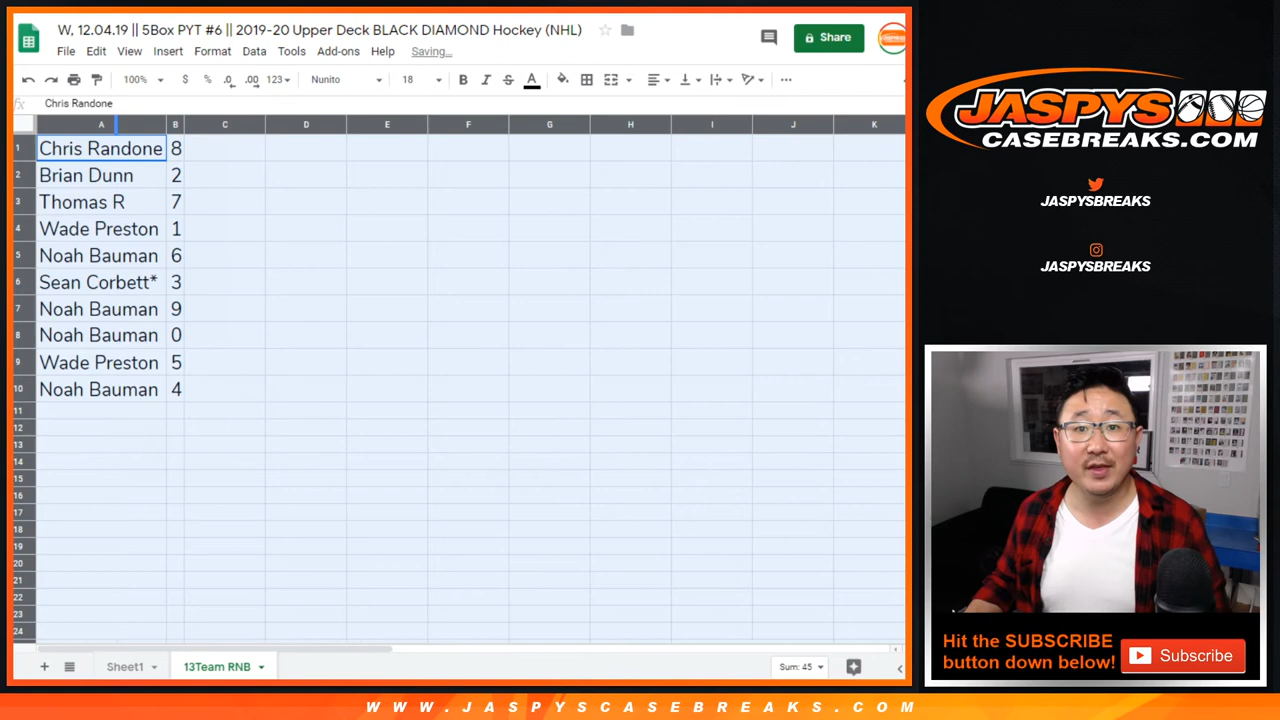 W, 12.04.19 || 5Box PYT #6 || 2019-20 Upper Deck BLACK DIAMOND Hockey (NHL)
File Edit View Insert Format Data Tools Add-ons Help Saving...
Share
100% $ % .0 .00 123 Nunito 18 B I S A
fx Chris Randone
A B C D E F G H I J K
1 Chris Randone 8
2 Brian Dunn 2
3 Thomas R 7
4 Wade Preston 1
5 Noah Bauman 6
6 Sean Corbett* 3
7 Noah Bauman 9
8 Noah Bauman 0
9 Wade Preston 5
10 Noah Bauman 4
11
12
13
14
15
16
17
18
19
20
21
22
23
24
Sheet1 13Team RNB Sum: 45
JASPYS
CASEBREAKS.COM
JASPYSBREAKS
JASPYSBREAKS
Hit the SUBSCRIBE
button down below!
Subscribe
WWW.JASPYSCASEBREAKS.COM